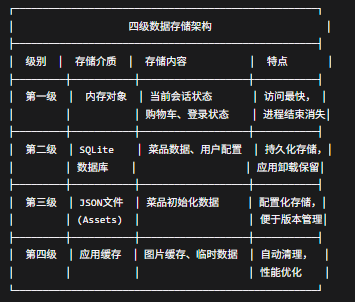 四级数据存储架构
级别 存储介质 存储内容 特点
第一级 内存对象 当前会话状态 访问最快，
购物车、登录状态 进程结束消失
第二级 SQLite 菜品数据、用户配置 持久化存储，
数据库 应用卸载保留
第三级 JSON文件 菜品初始化数据 配置化存储，
(Assets) 便于版本管理
第四级 应用缓存 图片缓存、临时数据 自动清理，
性能优化